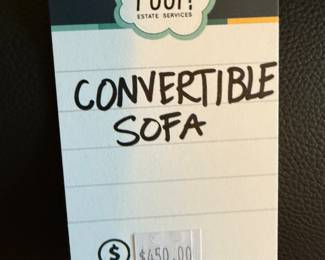 ESTATE SERVICES
CONVERTIBLE
SOFA
$ $450.00